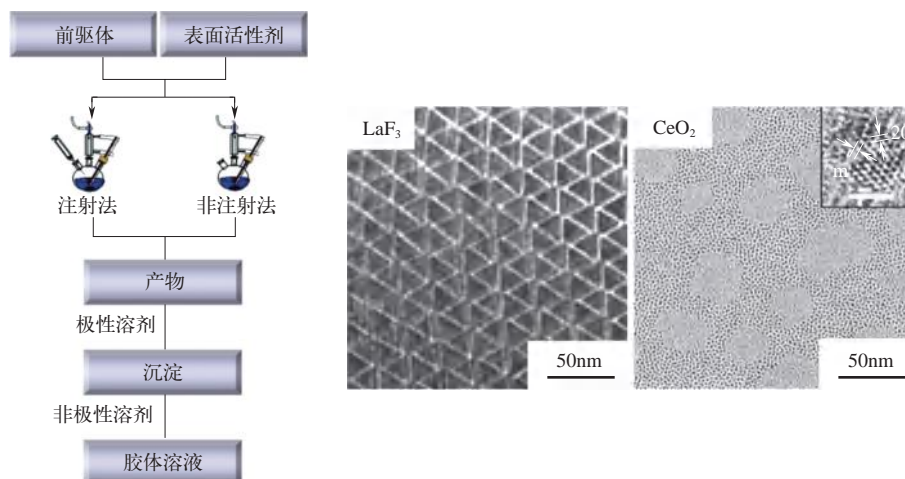 前驱体
表面活性剂
注射法
非注射法
产物
极性溶剂
沉淀
非极性溶剂
胶体溶液
LaF₃
50nm
CeO₂
50nm